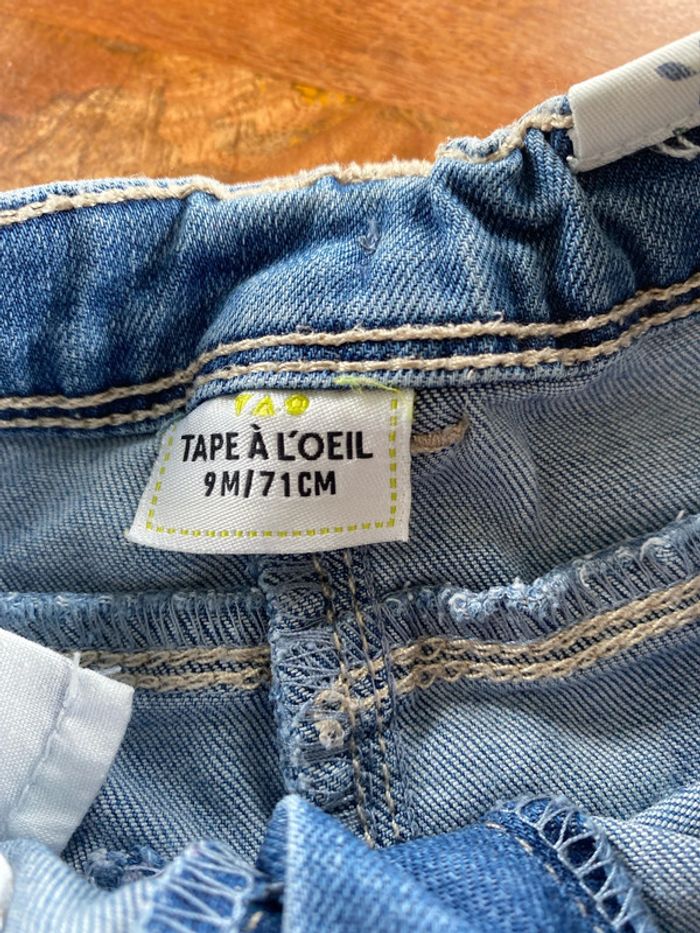 TAO
TAPE À L'OEIL
9M/71CM